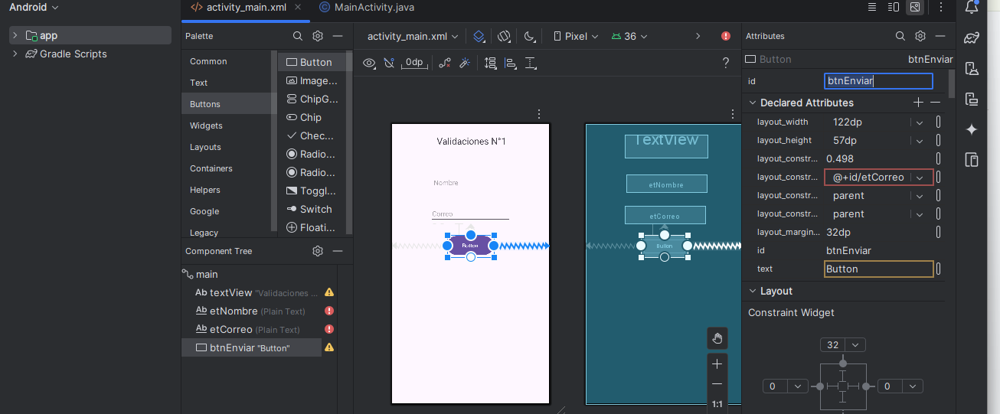 Android
activity_main.xml
MainActivity.java
app
Gradle Scripts
Palette
Common
Text
Buttons
Widgets
Layouts
Containers
Helpers
Google
Legacy
Button
Image...
ChipG...
Chip
Chec...
Radio...
Radio...
Toggl...
Switch
Floati...
Component Tree
main
Ab textView "Validaciones ...
Ab etNombre (Plain Text)
Ab etCorreo (Plain Text)
btnEnviar "Button"
activity_main.xml
Pixel
36
0dp
?
Validaciones N°1
Nombre
Correo
Button
TextView
etNombre
etCorreo
Button
1:1
Attributes
Button btnEnviar
id btnEnviar
Declared Attributes
layout_width 122dp
layout_height 57dp
layout_constr... 0.498
layout_constr... @+id/etCorreo
layout_constr... parent
layout_constr... parent
layout_margin... 32dp
id btnEnviar
text Button
Layout
Constraint Widget
32
0 0